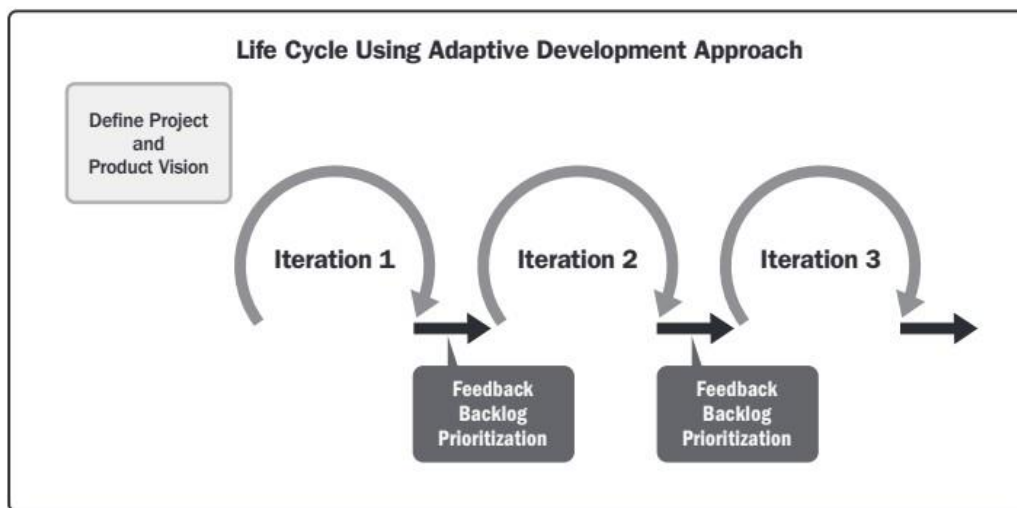 Life Cycle Using Adaptive Development Approach
Define Project
and
Product Vision
Iteration 1
Iteration 2
Iteration 3
Feedback
Backlog
Prioritization
Feedback
Backlog
Prioritization